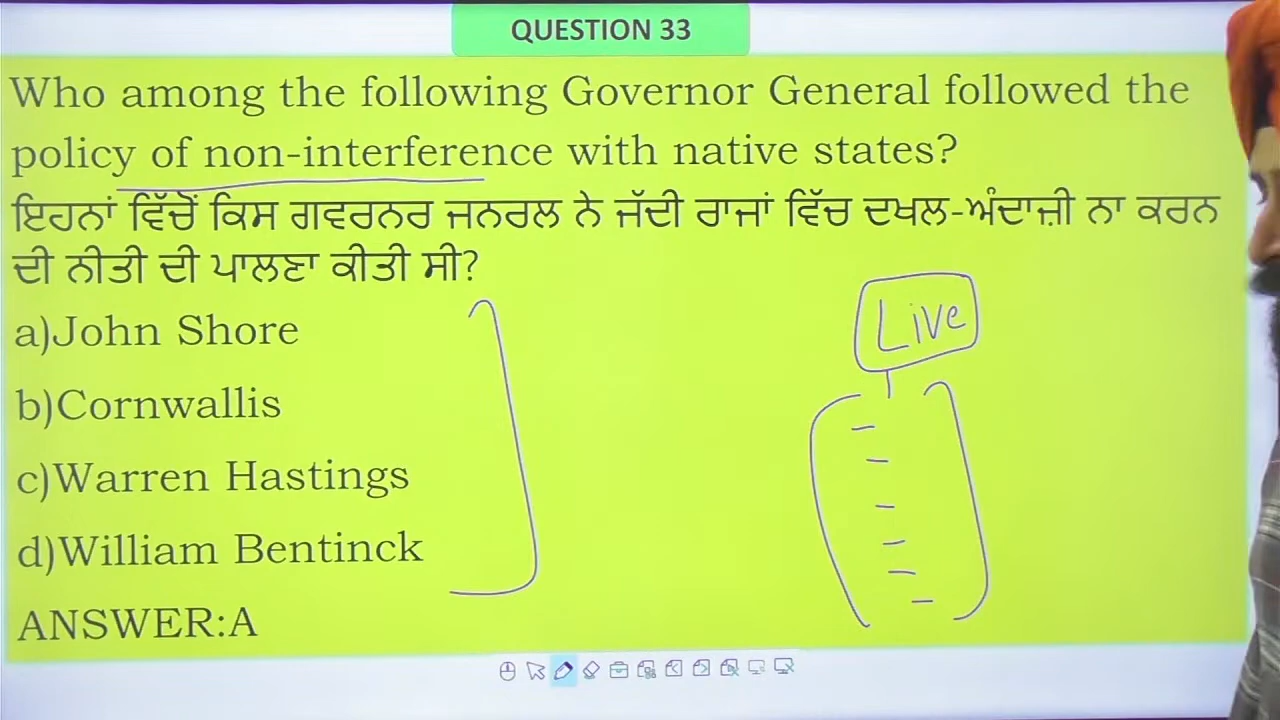 QUESTION 33
Who among the following Governor General followed the
policy of non-interference with native states?
ਇਹਨਾਂ ਵਿੱਚੋਂ ਕਿਸ ਗਵਰਨਰ ਜਨਰਲ ਨੇ ਜੱਦੀ ਰਾਜਾਂ ਵਿੱਚ ਦਖਲ-ਅੰਦਾਜ਼ੀ ਨਾ ਕਰਨ
ਦੀ ਨੀਤੀ ਦੀ ਪਾਲਣਾ ਕੀਤੀ ਸੀ?
a)John Shore
Live
b)Cornwallis
c)Warren Hastings
d)William Bentinck
ANSWER:A